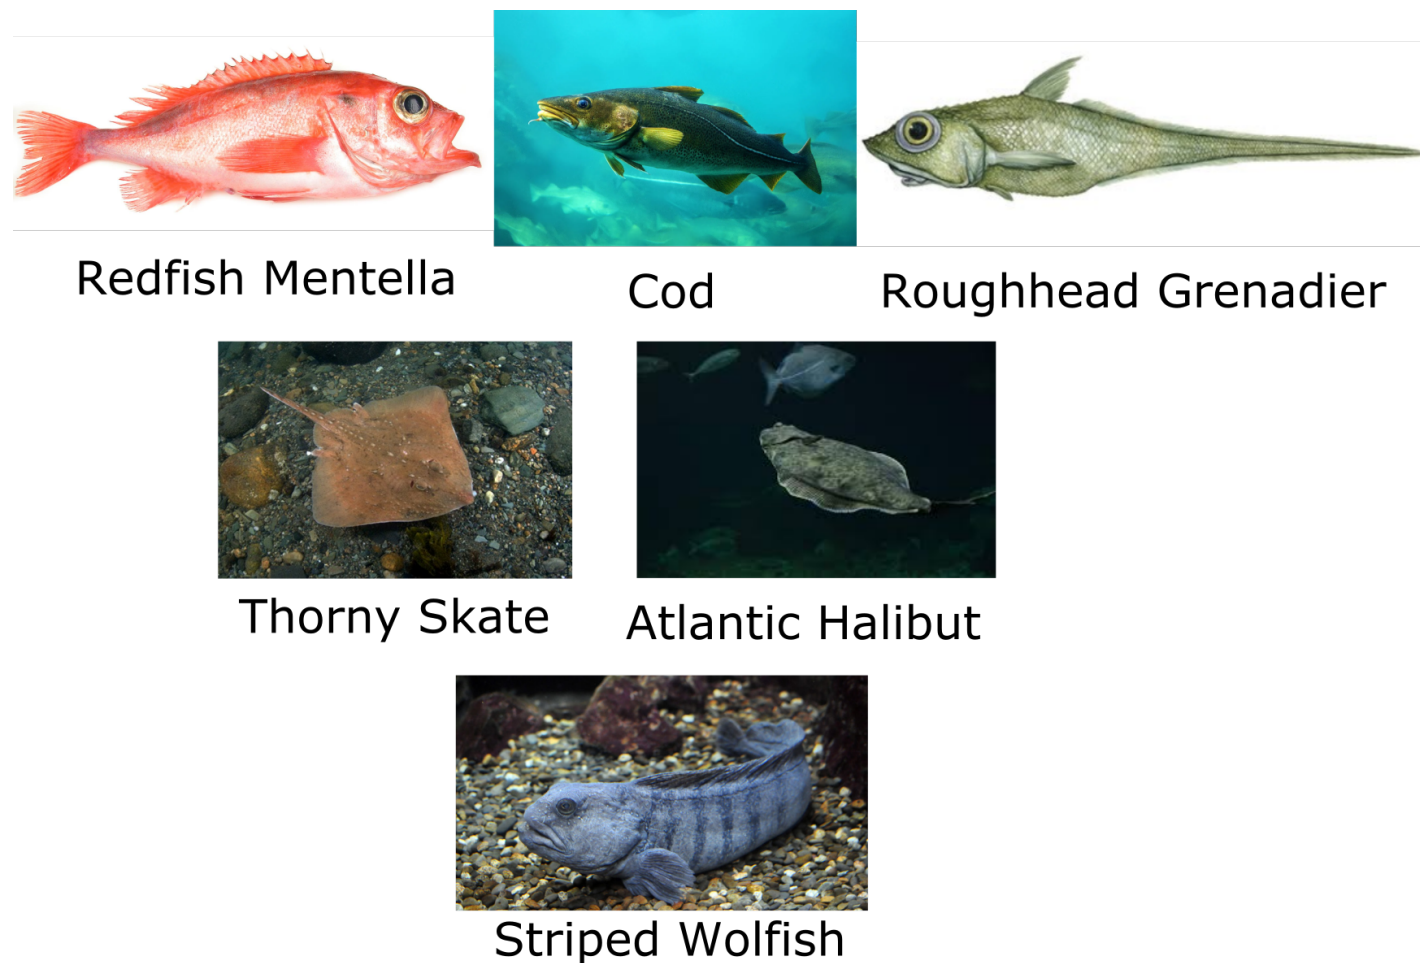 Redfish Mentella
Cod
Roughhead Grenadier
Thorny Skate
Atlantic Halibut
Striped Wolfish